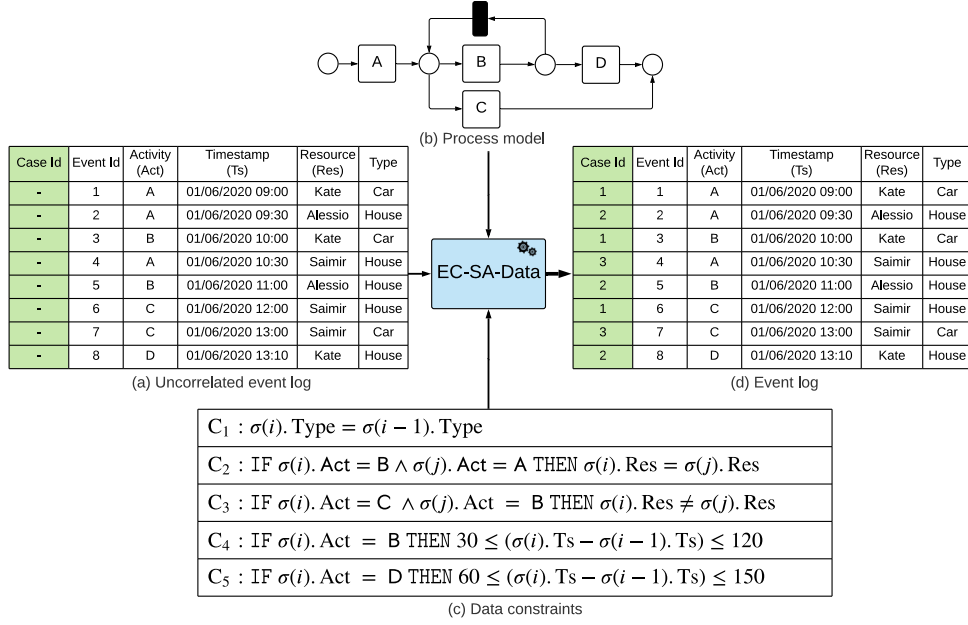 A
B
D
C
(b) Process model
Case Id Event Id Activity (Act) Timestamp (Ts) Resource (Res) Type
- 1 A 01/06/2020 09:00 Kate Car
- 2 A 01/06/2020 09:30 Alessio House
- 3 B 01/06/2020 10:00 Kate Car
- 4 A 01/06/2020 10:30 Saimir House
- 5 B 01/06/2020 11:00 Alessio House
- 6 C 01/06/2020 12:00 Saimir House
- 7 C 01/06/2020 13:00 Saimir Car
- 8 D 01/06/2020 13:10 Kate House
(a) Uncorrelated event log
EC-SA-Data
Case Id Event Id Activity (Act) Timestamp (Ts) Resource (Res) Type
1 1 A 01/06/2020 09:00 Kate Car
2 2 A 01/06/2020 09:30 Alessio House
1 3 B 01/06/2020 10:00 Kate Car
3 4 A 01/06/2020 10:30 Saimir House
2 5 B 01/06/2020 11:00 Alessio House
1 6 C 01/06/2020 12:00 Saimir House
3 7 C 01/06/2020 13:00 Saimir Car
2 8 D 01/06/2020 13:10 Kate House
(d) Event log
C₁ : σ(i). Type = σ(i − 1). Type
C₂ : IF σ(i). Act = B ∧ σ(j). Act = A THEN σ(i). Res = σ(j). Res
C₃ : IF σ(i). Act = C ∧ σ(j). Act = B THEN σ(i). Res ≠ σ(j). Res
C₄ : IF σ(i). Act = B THEN 30 ≤ (σ(i). Ts − σ(i − 1). Ts) ≤ 120
C₅ : IF σ(i). Act = D THEN 60 ≤ (σ(i). Ts − σ(i − 1). Ts) ≤ 150
(c) Data constraints